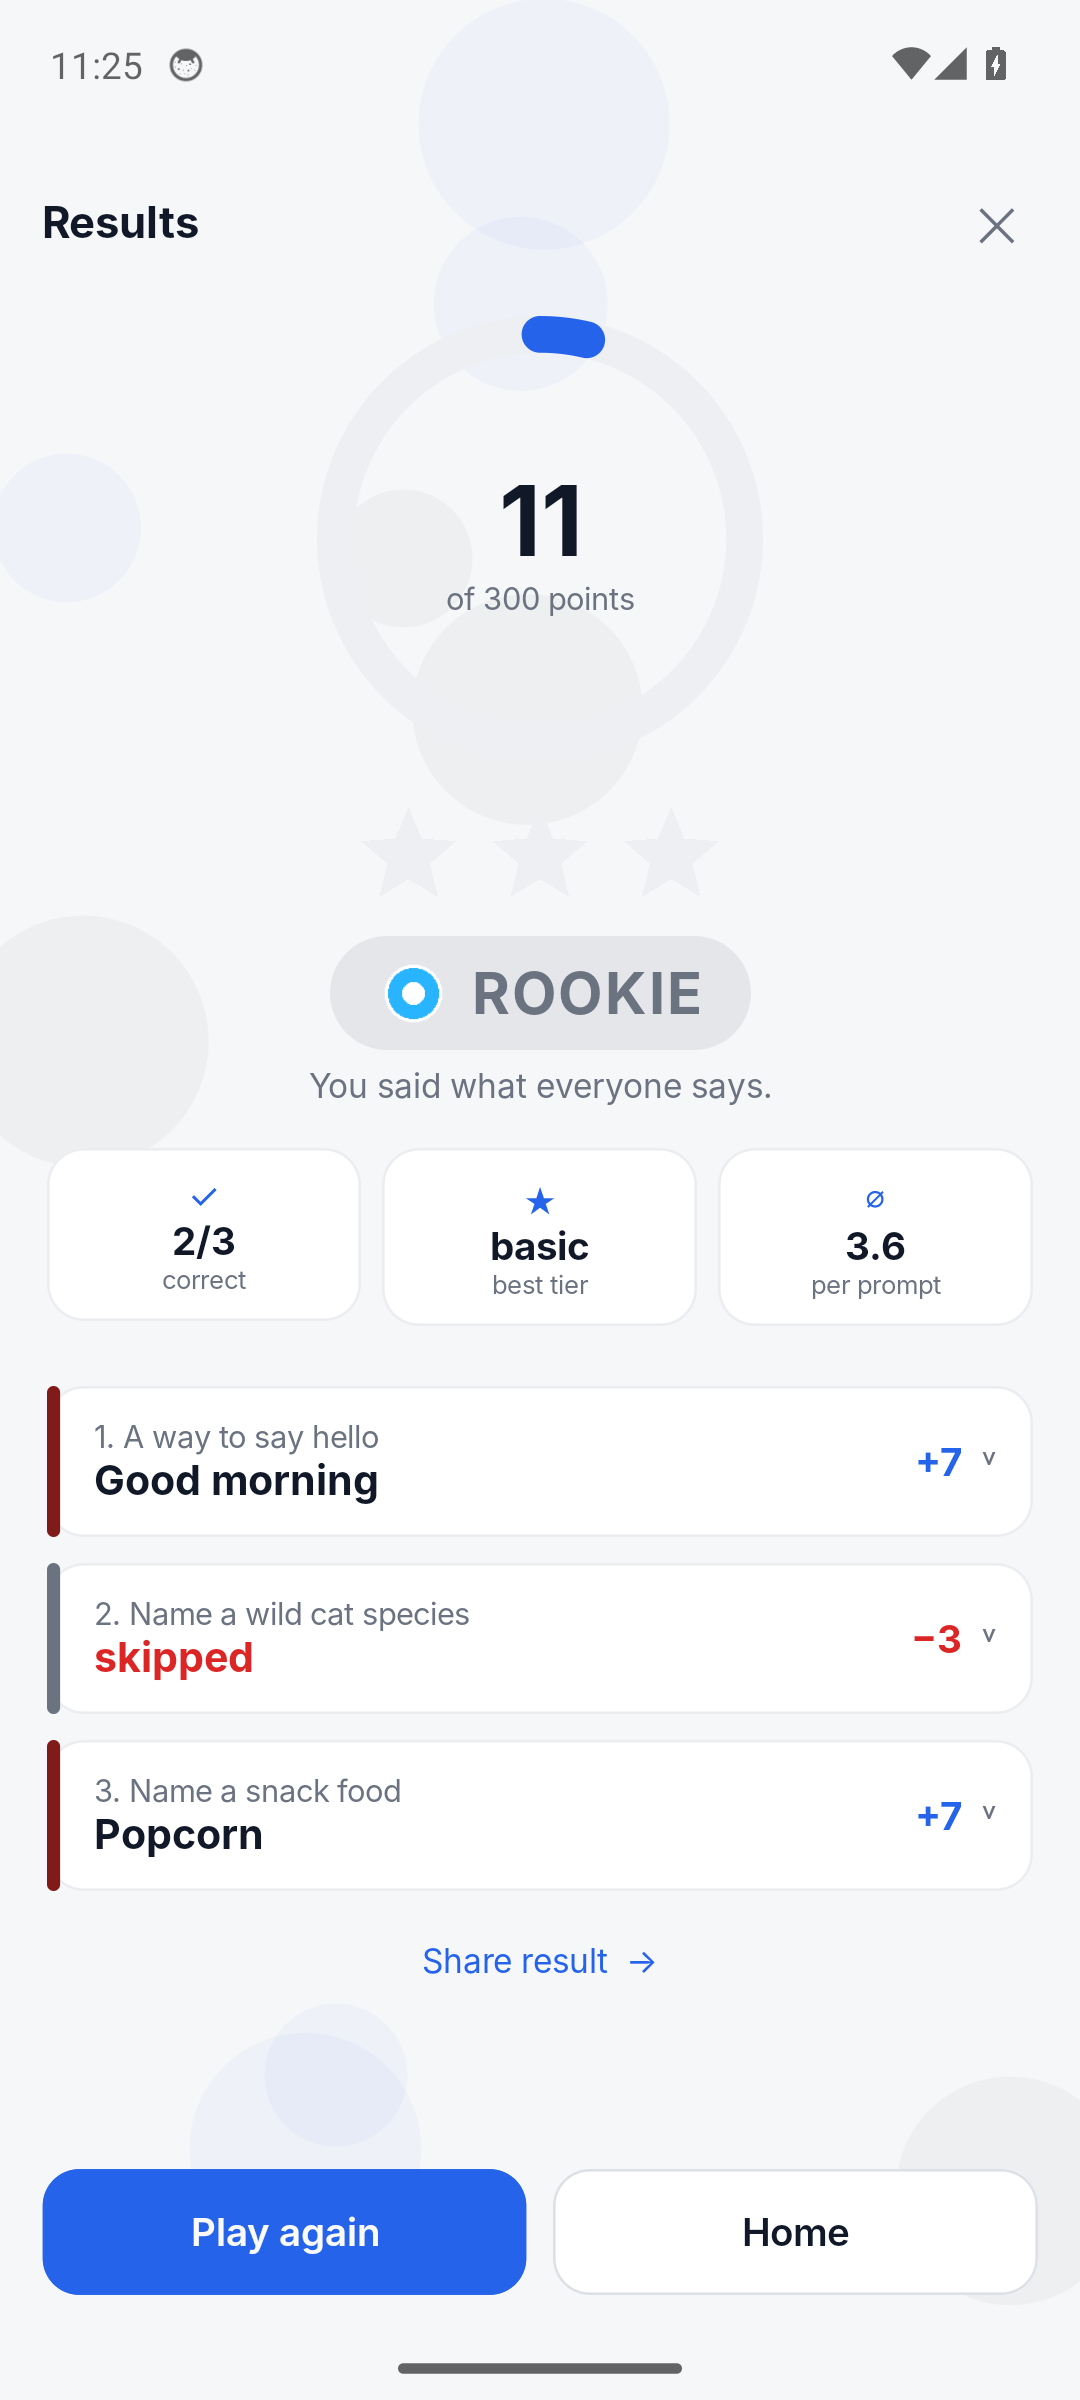 11:25
Results
11
of 300 points
ROOKIE
You said what everyone says.
2/3
correct
basic
best tier
3.6
per prompt
1. A way to say hello
Good morning
+7
2. Name a wild cat species
skipped
−3
3. Name a snack food
Popcorn
+7
Share result →
Play again
Home